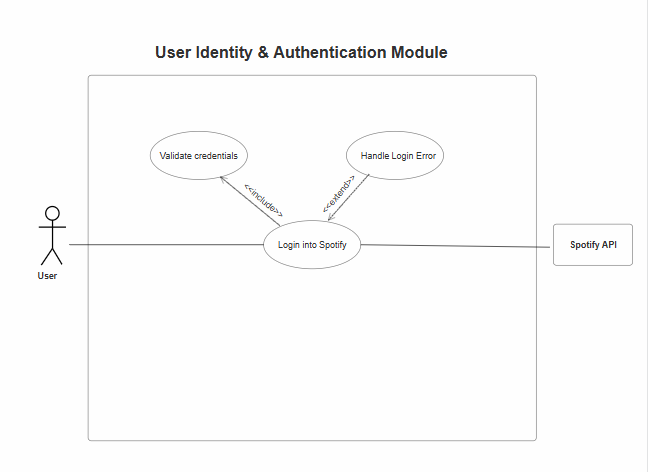 User Identity & Authentication Module
Validate credentials
Handle Login Error
<<include>>
<<extend>>
Login into Spotify
Spotify API
User